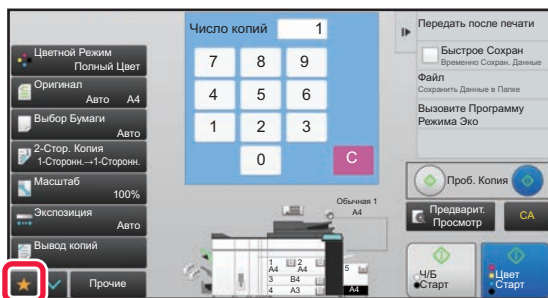 Цветной Режим
Полный Цвет
Оригинал
Авто A4
Выбор Бумаги
Авто
2-Стор. Копия
1-Сторонн.→1-Сторонн.
Масштаб
100%
Экспозиция
Авто
Вывод копий
Прочие
Число копий 1
7 8 9
4 5 6
1 2 3
0 C
Обычная 1
A4
1 A4 2 A4
3 B4
4 A3
5
A4
Передать после печати
Быстрое Сохран
Временно Сохран. Данные
Файл
Сохранить Данные в Папке
Вызовите Программу
Режима Эко
Проб. Копия
Предварит.
Просмотр
CA
Ч/Б
Старт
Цвет
Старт